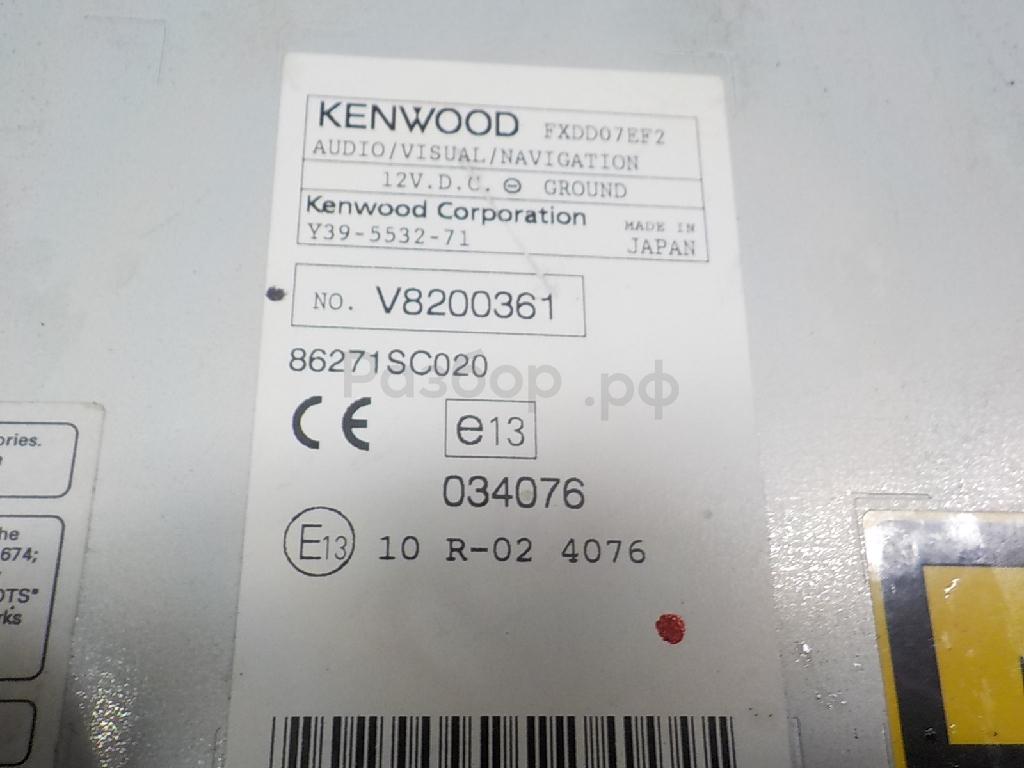 KENWOOD FXDD07EF2
AUDIO/VISUAL/NAVIGATION
12V.D.C. ⊖ GROUND
Kenwood Corporation MADE IN
Y39-5532-71 JAPAN
NO. V8200361
86271SC020
Разбор.рф
CE e13
034076
E13 10 R-02 4076
ories.
he
674;
OTS"
rks